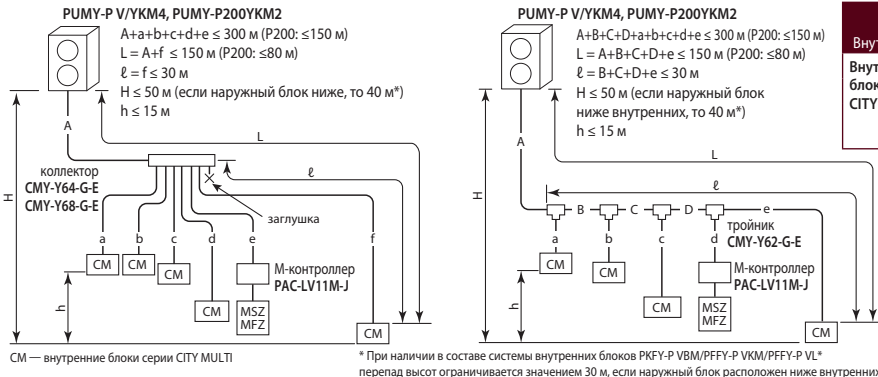 PUMY-P V/YKM4, PUMY-P200YKM2
A+a+b+c+d+e ≤ 300 м (P200: ≤150 м)
L = A+f ≤ 150 м (P200: ≤80 м)
ℓ = f ≤ 30 м
H ≤ 50 м (если наружный блок ниже, то 40 м*)
h ≤ 15 м
A
L
H
коллектор
CMY-Y64-G-E
CMY-Y68-G-E
ℓ
заглушка
a
b
c
d
e
f
CM
CM
CM
М-контроллер
PAC-LV11M-J
h
CM
MSZ
MFZ
CM
CM — внутренние блоки серии CITY MULTI
PUMY-P V/YKM4, PUMY-P200YKM2
A+B+C+D+a+b+c+d+e ≤ 300 м (P200: ≤150 м)
L = A+B+C+D+e ≤ 150 м (P200: ≤80 м)
ℓ = B+C+D+e ≤ 30 м
H ≤ 50 м (если наружный блок
ниже внутренних, то 40 м*)
h ≤ 15 м
A
L
H
ℓ
B
C
D
e
тройник
CMY-Y62-G-E
a
b
c
d
CM
CM
М-контроллер
PAC-LV11M-J
h
CM
MSZ
MFZ
CM
* При наличии в составе системы внутренних блоков PKFY-P VBM/PFFY-P VKM/PFFY-P VL*
перепад высот ограничивается значением 30 м, если наружный блок расположен ниже внутренних
Внут
Внут
блок
CITY